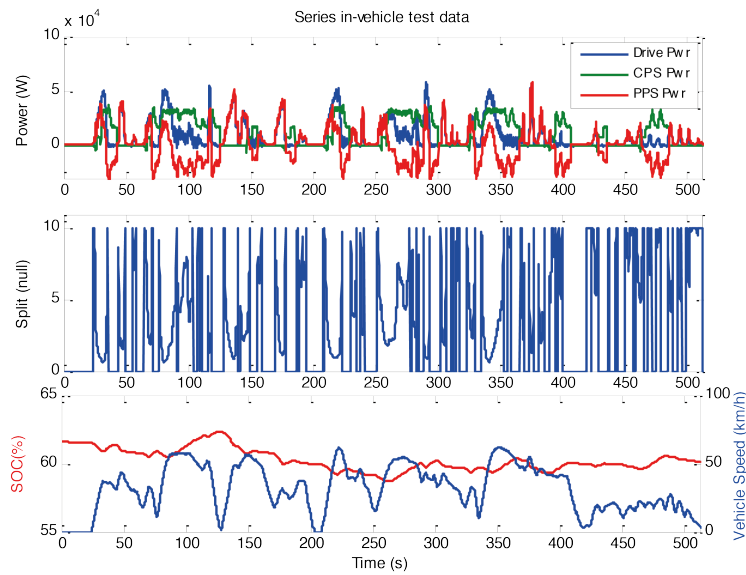 Series in-vehicle test data
10 x 10⁴
Drive Pwr
CPS Pwr
PPS Pwr
Power (W)
5
0
0 50 100 150 200 250 300 350 400 450 500
10
Split (null)
5
0
0 50 100 150 200 250 300 350 400 450 500
65 100
SOC(%)
60 50
Vehicle Speed (km/h)
55 0
0 50 100 150 200 250 300 350 400 450 500
Time (s)